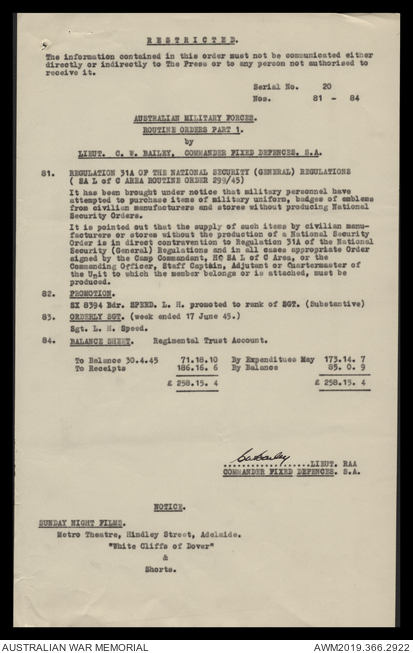 RESTRICTED.
The information contained in this order must not be communicated either
directly or indirectly to The Press or to any person not authorised to
receive it.
Serial No. 20
Nos. 81 - 84
AUSTRALIAN MILITARY FORCES.
ROUTINE ORDERS PART 1.
by
LIEUT. C. W. BAILEY, COMMANDER FIXED DEFENCES. S.A.
81. REGULATION 31A OF THE NATIONAL SECURITY (GENERAL) REGULATIONS
( SA L of C AREA ROUTINE ORDER 299/45)
It has been brought under notice that military personnel have
attempted to purchase items of military uniform, badges of emblems
from civilian manufacturers and stores without producing National
Security Orders.
It is pointed out that the supply of such items by civilian manu-
facturers or stores without the production of a National Security
Order is in direct contravention to Regulation 31A of the National
Security (General) Regulations and in all cases appropriate Order
signed by the Camp Commandant, HQ SA L of C Area, or the
Commanding Officer, Staff Captain, Adjutant or Quartermaster of
the Unit to which the member belongs or is attached, must be
produced.
82. PROMOTION.
SX 8394 Bdr. SPEED. L. H. promoted to rank of SGT. (Substantive)
83. ORDERLY SGT. (week ended 17 June 45.)
Sgt. L. H. Speed.
84. BALANCE SHEET. Regimental Trust Account.
To Balance 30.4.45 71.18.10 By Expenditure May 173.14. 7
To Receipts 186.16. 6 By Balance 85. 0. 9
£ 258.15. 4 £ 258.15. 4
CWBailey
LIEUT. RAA
COMMANDER FIXED DEFENCES. S.A.
NOTICE.
SUNDAY NIGHT FILMS.
Metro Theatre, Hindley Street, Adelaide.
"White Cliffs of Dover"
&
Shorts.
AUSTRALIAN WAR MEMORIAL AWM2019.366.2922